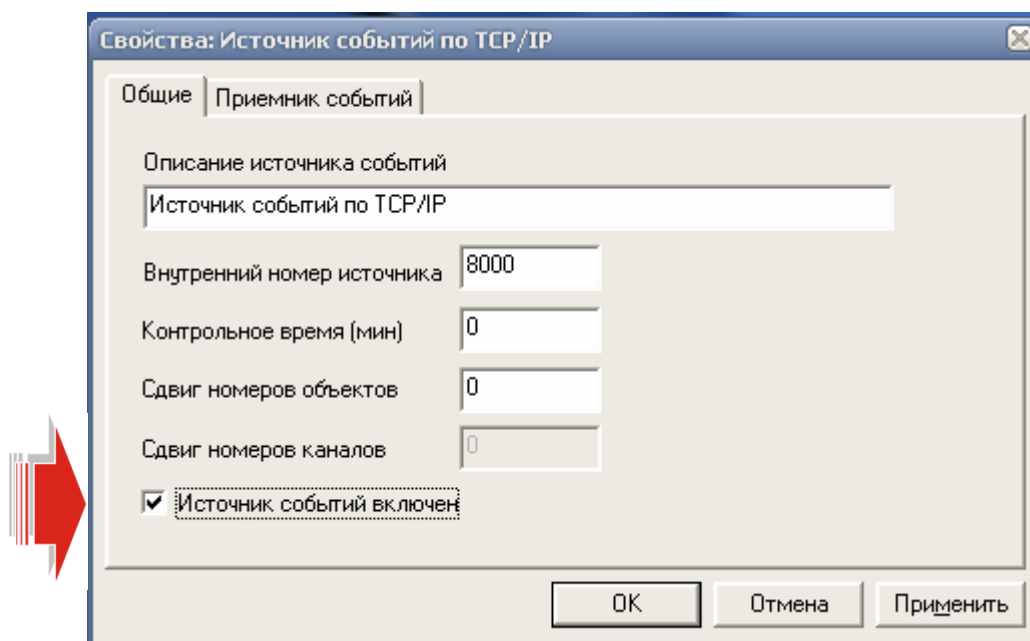 Свойства: Источник событий по TCP/IP
Общие
Приемник событий
Описание источника событий
Источник событий по TCP/IP
Внутренний номер источника
8000
Контрольное время (мин)
0
Сдвиг номеров объектов
0
Сдвиг номеров каналов
0
Источник событий включен
OK
Отмена
Применить